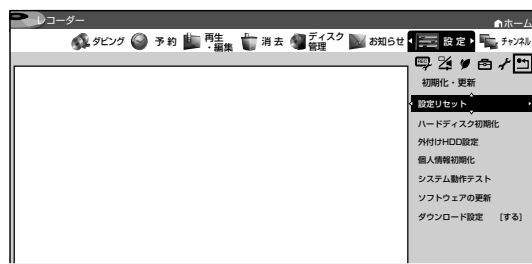 レコーダー
ホーム
ダビング 予約 再生・編集 消去 ディスク管理 お知らせ 設定 チャンネル
初期化・更新
設定リセット
ハードディスク初期化
外付けHDD設定
個人情報初期化
システム動作テスト
ソフトウェアの更新
ダウンロード設定 [する]